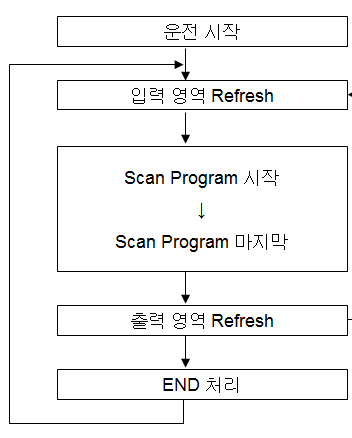 운전 시작
입력 영역 Refresh
Scan Program 시작
↓
Scan Program 마지막
출력 영역 Refresh
END 처리